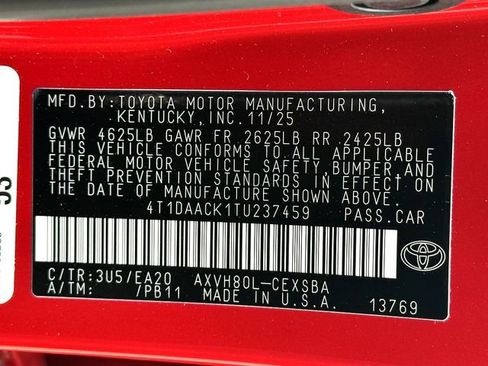 MFD.BY:TOYOTA MOTOR MANUFACTURING,
KENTUCKY,INC.11/25
GVWR 4625LB GAWR FR 2625LB RR 2425LB
THIS VEHICLE CONFORMS TO ALL APPLICABLE
FEDERAL MOTOR VEHICLE SAFETY,BUMPER,AND
THEFT PREVENTION STANDARDS IN EFFECT ON
THE DATE OF MANUFACTURE SHOWN ABOVE.
4T1DAACK1TU237459 PASS.CAR
C/TR:3U5/EA20 AXVH80L-CEXSBA
A/TM: /PB11 MADE IN U.S.A.
13769